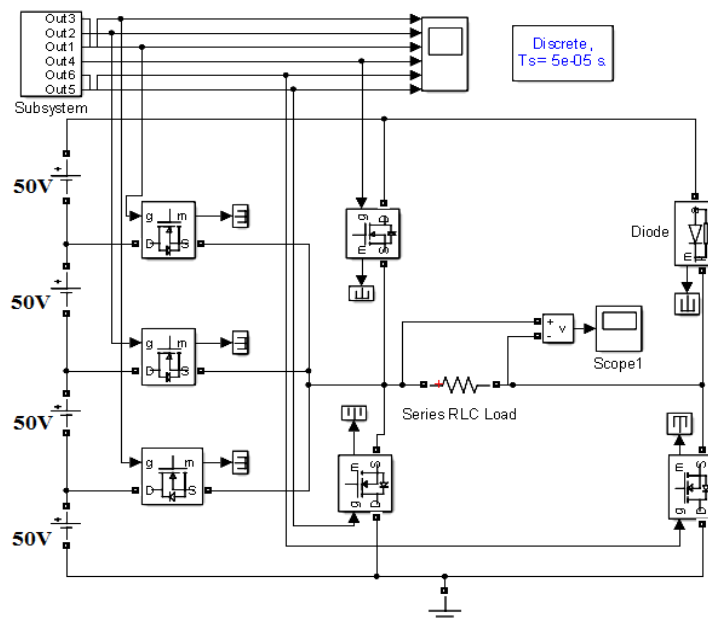 Out3
Out2
Out1
Out4
Out6
Out5
Subsystem
Discrete,
Ts= 5e-05 s.
50V
50V
50V
50V
g m
D S
g m
D S
g m
D S
g D
m S
a
m
Diode
+
-
v
Scope1
Series RLC Load
m S
g D
m S
g D